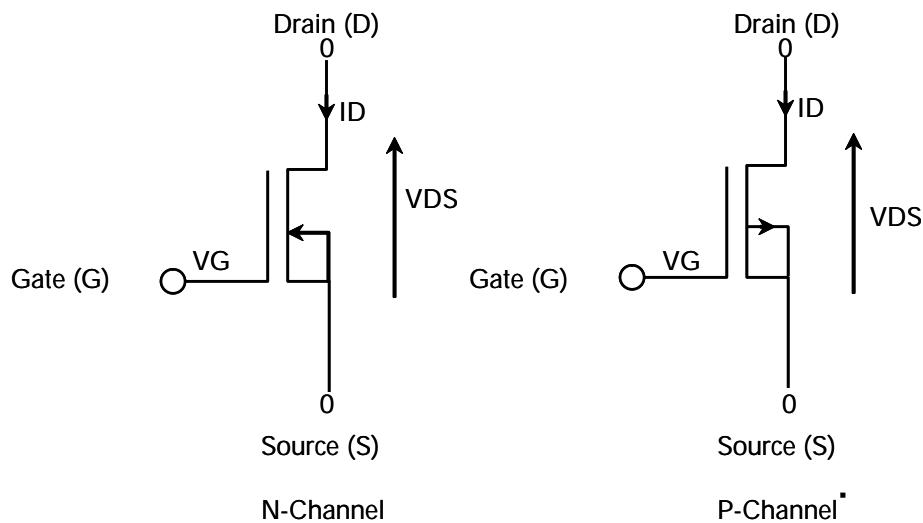 Drain (D)
0
ID
VDS
VG
Gate (G)
0
Source (S)
N-Channel
Drain (D)
0
ID
VDS
VG
Gate (G)
0
Source (S)
P-Channel